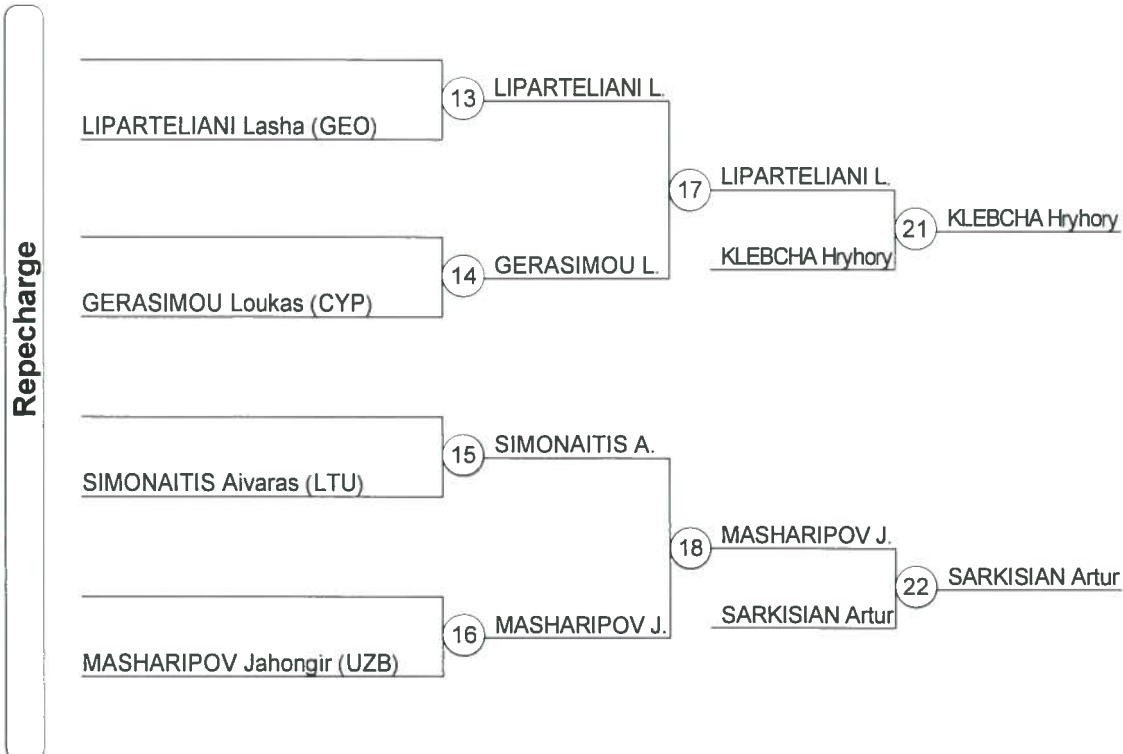 Repecharge
13
LIPARTELIANI L.
LIPARTELIANI Lasha (GEO)
17
LIPARTELIANI L.
21
KLEBCHA Hryhory
KLEBCHA Hryhory
14
GERASIMOU L.
GERASIMOU Loukas (CYP)
15
SIMONAITIS A.
SIMONAITIS Aivaras (LTU)
18
MASHARIPOV J.
22
SARKISIAN Artur
SARKISIAN Artur
16
MASHARIPOV J.
MASHARIPOV Jahongir (UZB)